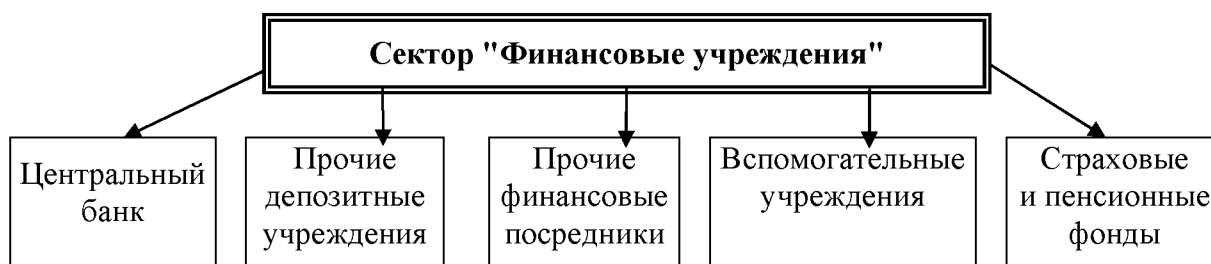 Сектор "Финансовые учреждения"
Центральный
банк
Прочие
депозитные
учреждения
Прочие
финансовые
посредники
Вспомогательные
учреждения
Страховые
и пенсионные
фонды